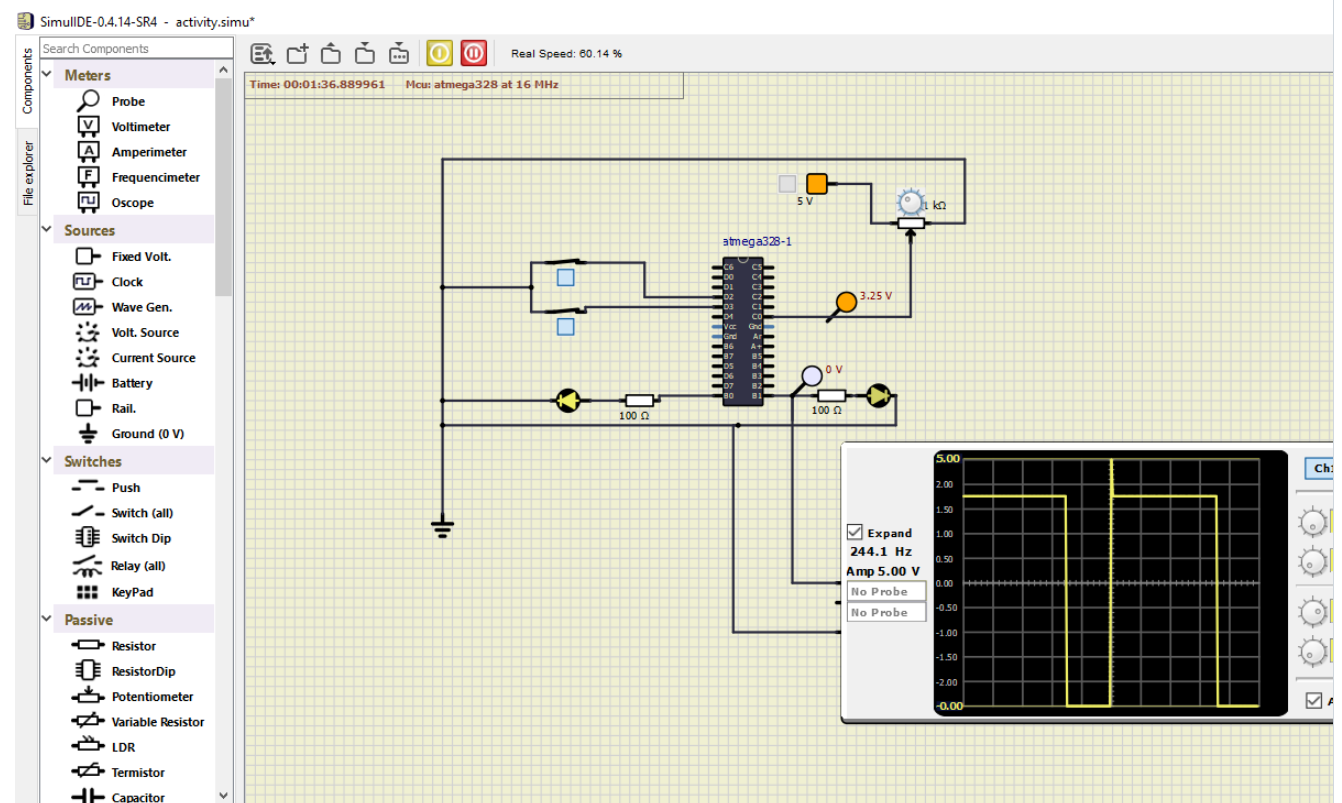 SimulIDE-0.4.14-SR4 - activity.simu*
Components
File explorer
Search Components
Meters
Probe
Voltimeter
Amperimeter
Frequencimeter
Oscope
Sources
Fixed Volt.
Clock
Wave Gen.
Volt. Source
Current Source
Battery
Rail.
Ground (0 V)
Switches
Push
Switch (all)
Switch Dip
Relay (all)
KeyPad
Passive
Resistor
ResistorDip
Potentiometer
Variable Resistor
LDR
Termistor
Capacitor
Real Speed: 60.14 %
Time: 00:01:36.889961 Mcu: atmega328 at 16 MHz
5 V
1 kΩ
atmega328-1
C6 C5
D0 C4
D1 C3
D2 C2
D3 C1
D4 C0
Vcc Gnd
Gnd Ar
B6 A+
B7 B5
D5 B4
D6 B3
D7 B2
B0 B1
3.25 V
0 V
100 Ω
100 Ω
Expand
244.1 Hz
Amp 5.00 V
No Probe
No Probe
5.00
2.00
1.50
1.00
0.50
0.00
-0.50
-1.00
-1.50
-2.00
-0.00